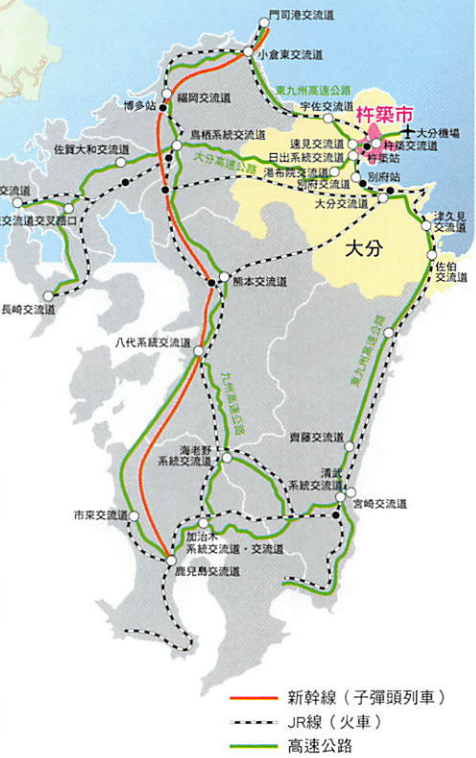 門司港交流道
小倉東交流道
東九州高速公路
博多站
福岡交流道
宇佐交流道
杵築市
大分機場
鳥栖系統交流道
速見交流道
杵築交流道
佐賀大和交流道
大分高速公路
日出系統交流道
杵築站
湯布院交流道
別府站
別府交流道
交流道
大分交流道
交流道交叉路口
津久見
交流道
大分
佐伯
交流道
長崎交流道
熊本交流道
八代系統交流道
東九州高速公路
九州高速公路
海老野
系統交流道
齊藤交流道
清武
系統交流道
宮崎交流道
市來交流道
加治木
系統交流道・交流道
鹿兒島交流道
新幹線（子彈頭列車）
JR線（火車）
高速公路